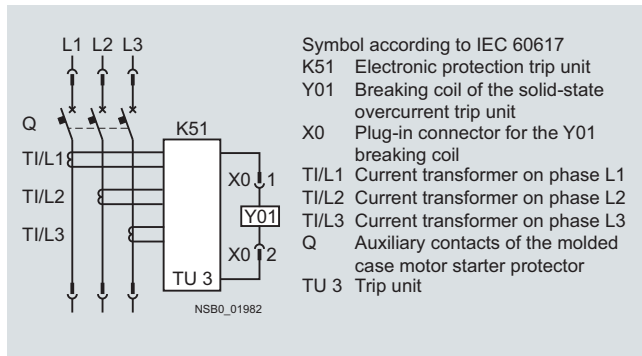 L1 L2 L3
Q
K51
TI/L1
X0 1
TI/L2
Y01
TI/L3
X0 2
TU 3
NSB0_01982
Symbol according to IEC 60617
K51 Electronic protection trip unit
Y01 Breaking coil of the solid-state
overcurrent trip unit
X0 Plug-in connector for the Y01
breaking coil
TI/L1 Current transformer on phase L1
TI/L2 Current transformer on phase L2
TI/L3 Current transformer on phase L3
Q Auxiliary contacts of the molded
case motor starter protector
TU 3 Trip unit